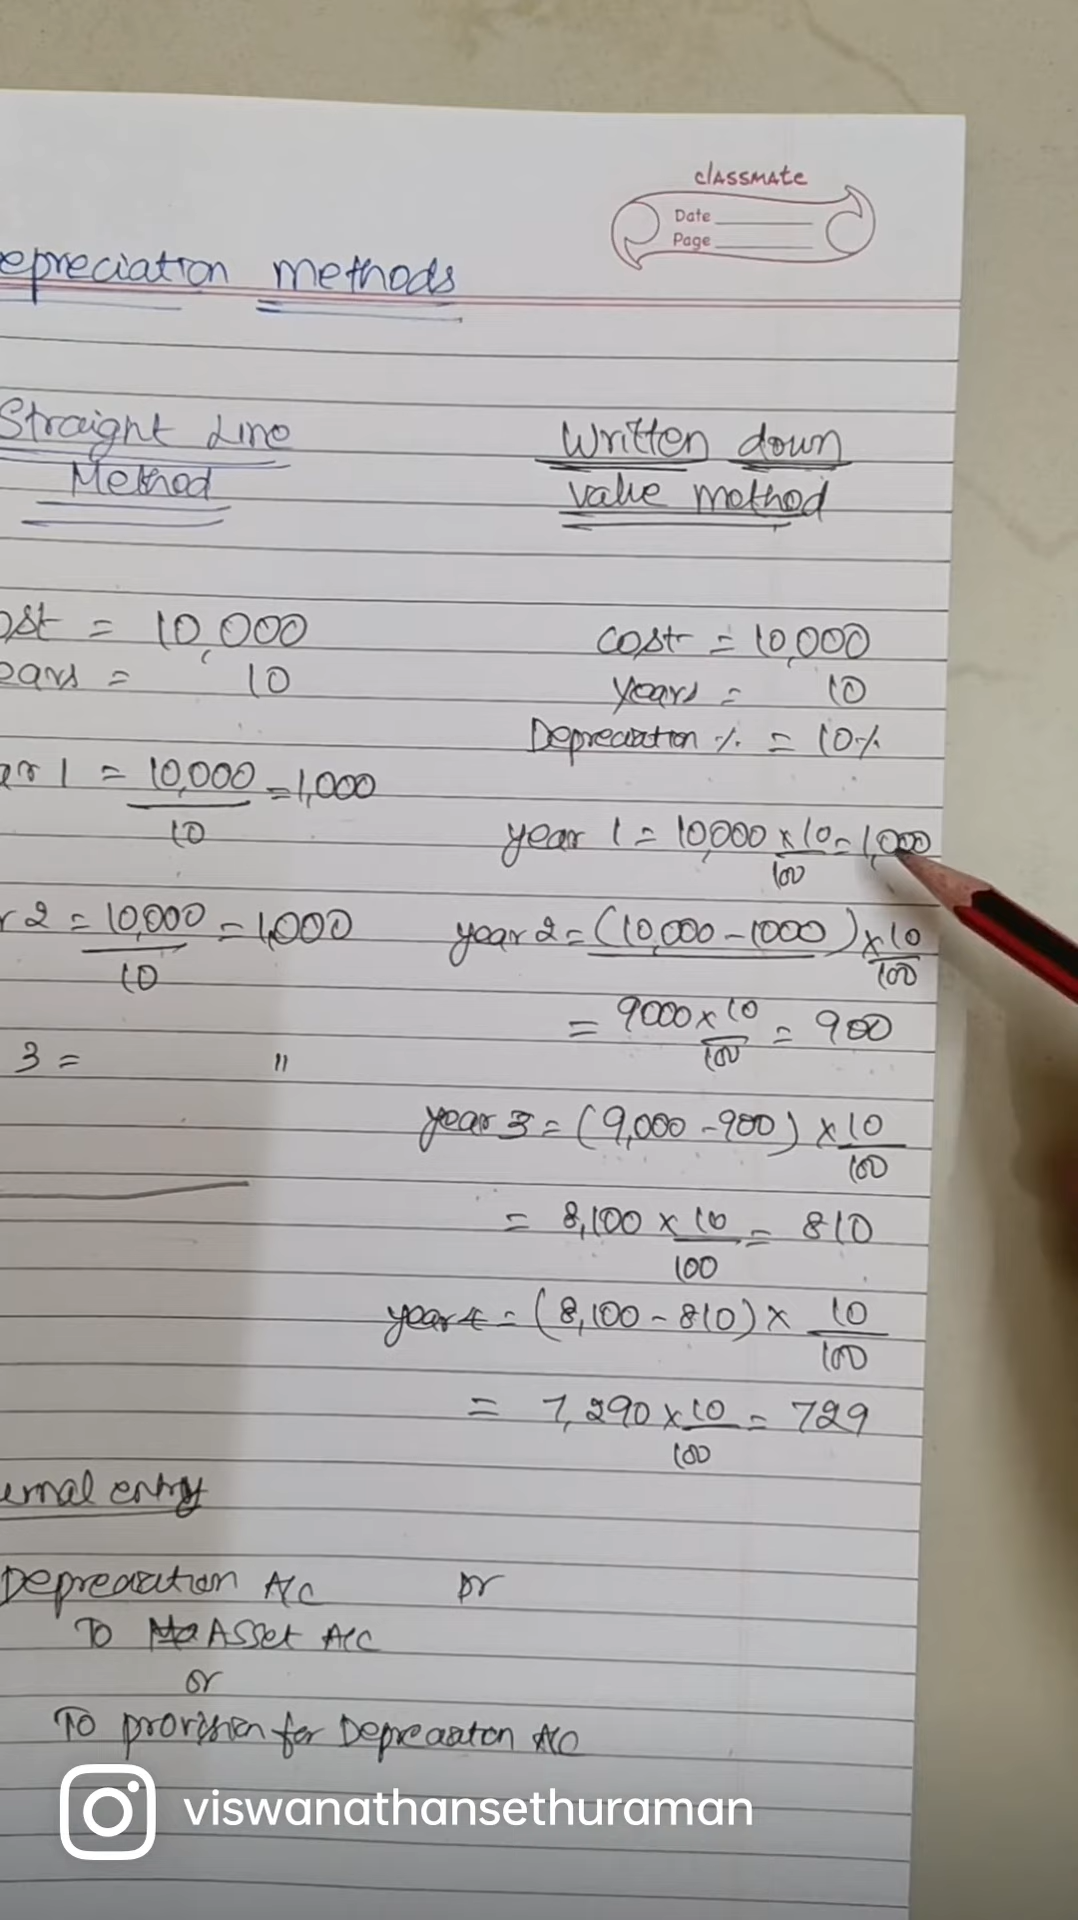 classmate
Date
Page
epreciation methods
Straight Line
Method
ost = 10,000
ears = 10
ar 1 = 10,000/10 = 1,000
r 2 = 10,000/10 = 1,000
3 = "
Written down
value method
cost = 10,000
years = 10
Depreciation % = 10%
year 1 = 10,000 × 10/100 = 1,000
year 2 = (10,000 - 1000) × 10/100
= 9000 × 10/100 = 900
year 3 = (9,000 - 900) × 10/100
= 8,100 × 10/100 = 810
year 4 = (8,100 - 810) × 10/100
= 7,290 × 10/100 = 729
urnal entry
Depreciation A/C Dr
To Asset A/C
or
To provision for Depreciation A/C
viswanathansethuraman